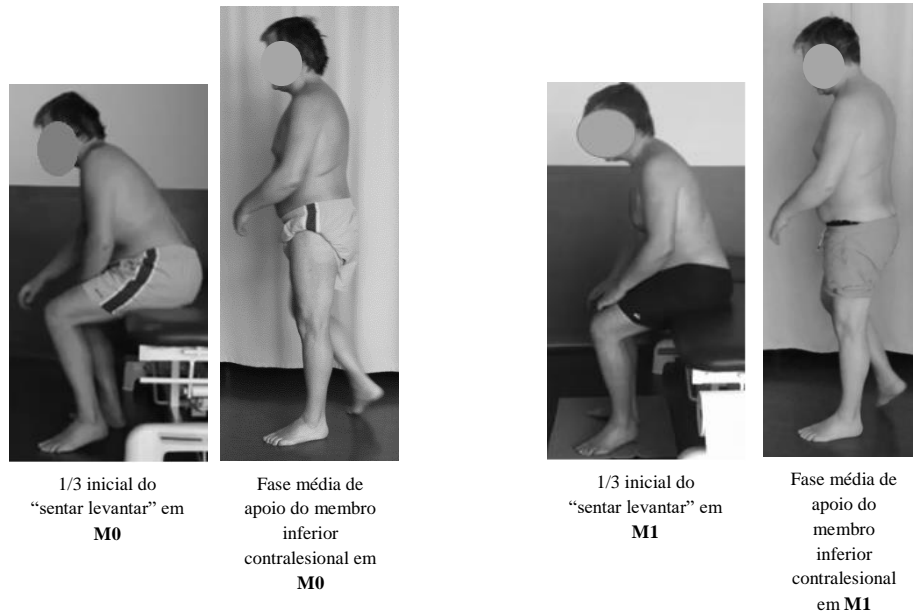 1/3 inicial do
“sentar levantar” em
M0
Fase média de
apoio do membro
inferior
contralesional em
M0
1/3 inicial do
“sentar levantar” em
M1
Fase média de
apoio do
membro
inferior
contralesional
em M1